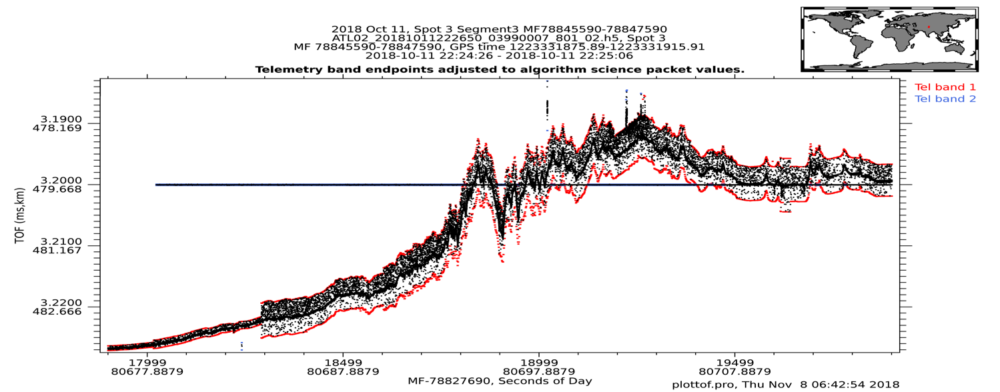 2018 Oct 11, Spot 3 Segment3 MF78845590-78847590
ATL02_20181011222650_03990007_801_02.h5, Spot 3
MF 78845590-78847590, GPS time 1223331875.89-1223331915.91
2018-10-11 22:24:26 - 2018-10-11 22:25:06
Telemetry band endpoints adjusted to algorithm science packet values.
Tel band 1
Tel band 2
TOF (ms,km)
3.1900
478.169
3.2000
479.668
3.2100
481.167
3.2200
482.666
17999 18499 18999 19499
80677.8879 80687.8879 80697.8879 80707.8879
MF-78827690, Seconds of Day
plottof.pro, Thu Nov  8 06:42:54 2018